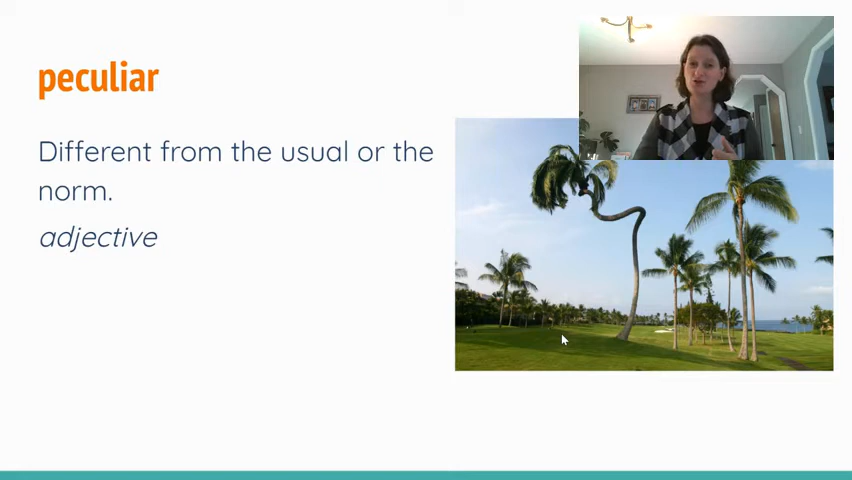 peculiar
Different from the usual or the
norm.
adjective